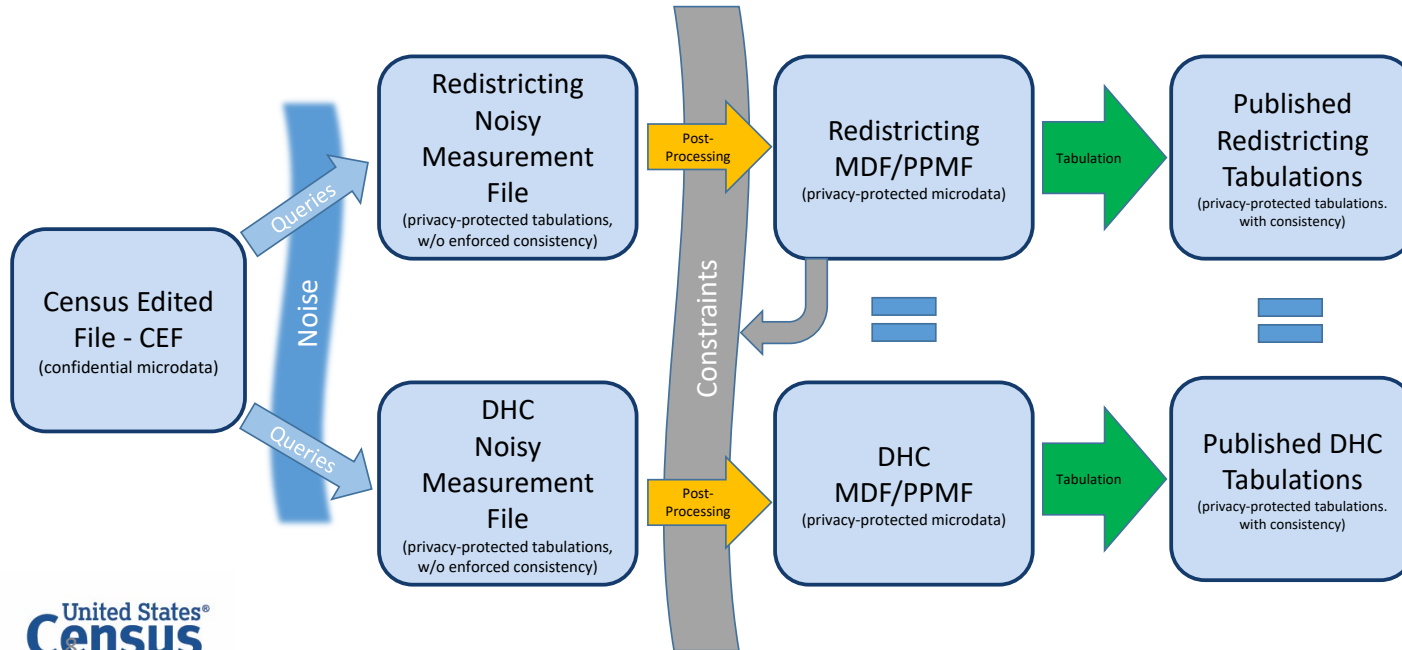 Census Edited
File - CEF
(confidential microdata)
Queries
Queries
Noise
Redistricting
Noisy
Measurement
File
(privacy-protected tabulations,
w/o enforced consistency)
DHC
Noisy
Measurement
File
(privacy-protected tabulations,
w/o enforced consistency)
Post-
Processing
Post-
Processing
Constraints
Redistricting
MDF/PPMF
(privacy-protected microdata)
DHC
MDF/PPMF
(privacy-protected microdata)
Tabulation
Tabulation
Published
Redistricting
Tabulations
(privacy-protected tabulations.
with consistency)
Published DHC
Tabulations
(privacy-protected tabulations.
with consistency)
United States®
Census